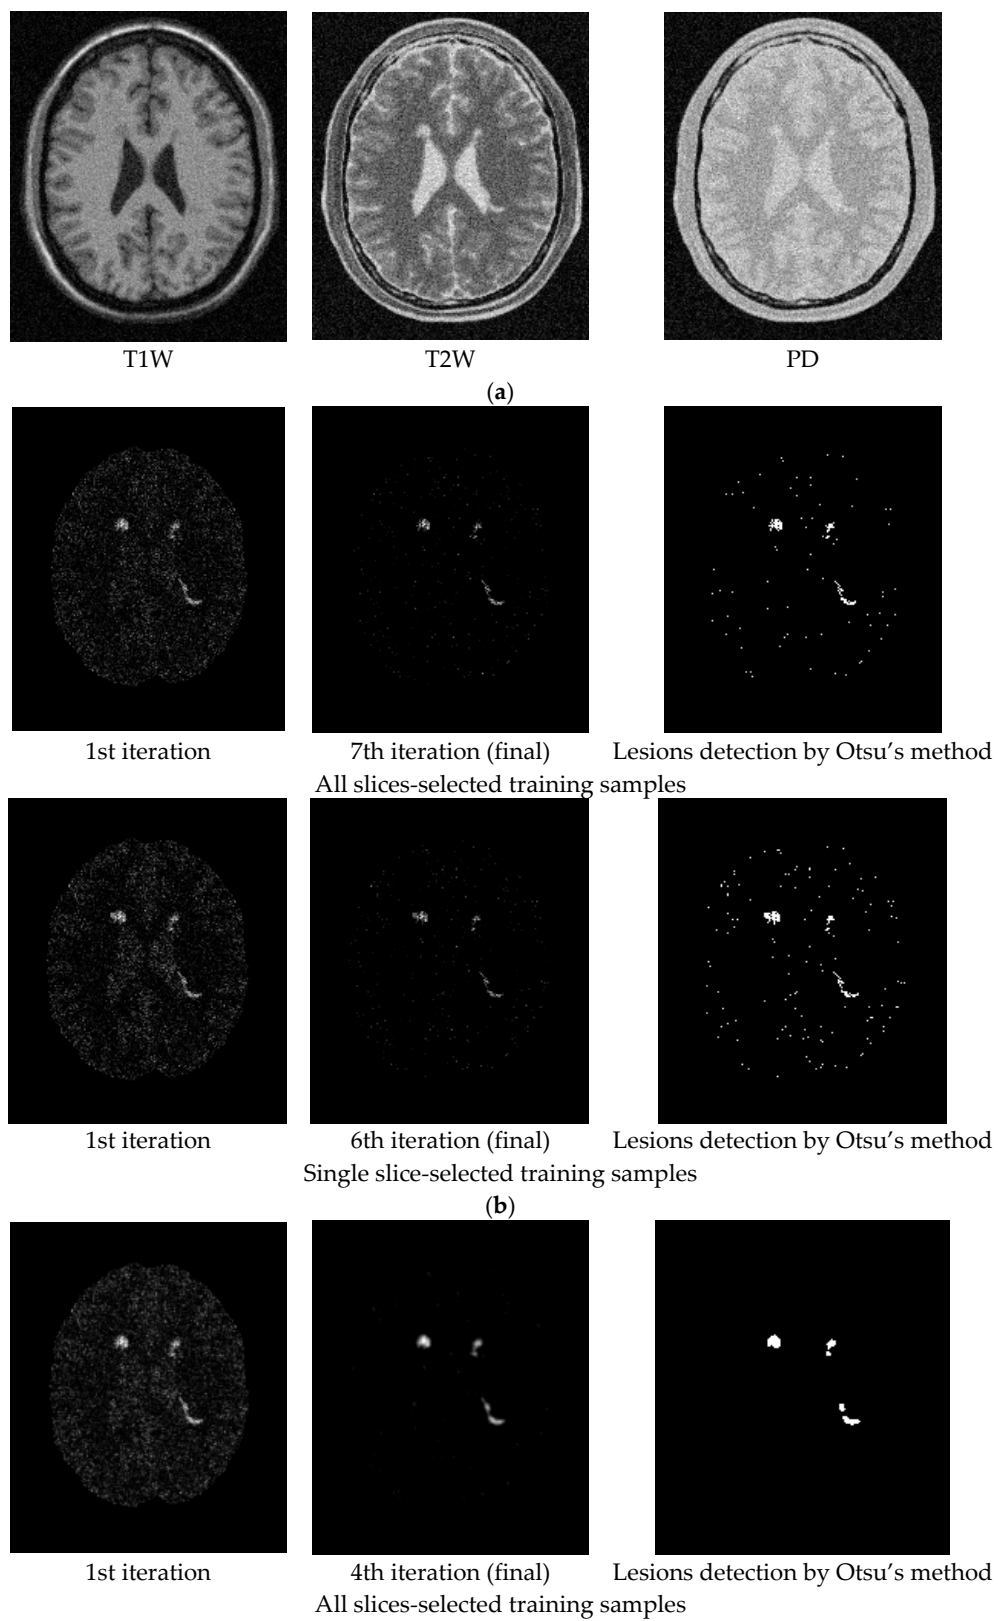 T1W T2W PD
(a)
1st iteration 7th iteration (final) Lesions detection by Otsu's method
All slices-selected training samples
1st iteration 6th iteration (final) Lesions detection by Otsu's method
Single slice-selected training samples
(b)
1st iteration 4th iteration (final) Lesions detection by Otsu's method
All slices-selected training samples